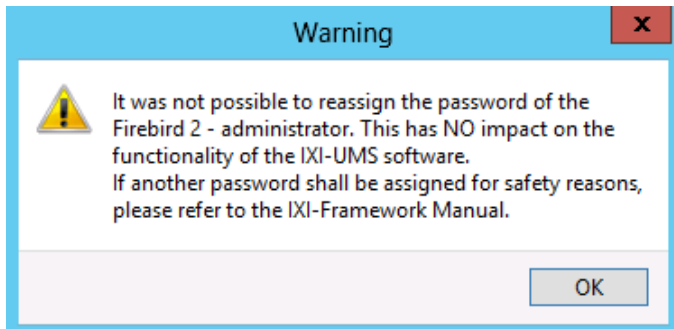 Warning
x
It was not possible to reassign the password of the
Firebird 2 - administrator. This has NO impact on the
functionality of the IXI-UMS software.
If another password shall be assigned for safety reasons,
please refer to the IXI-Framework Manual.
OK